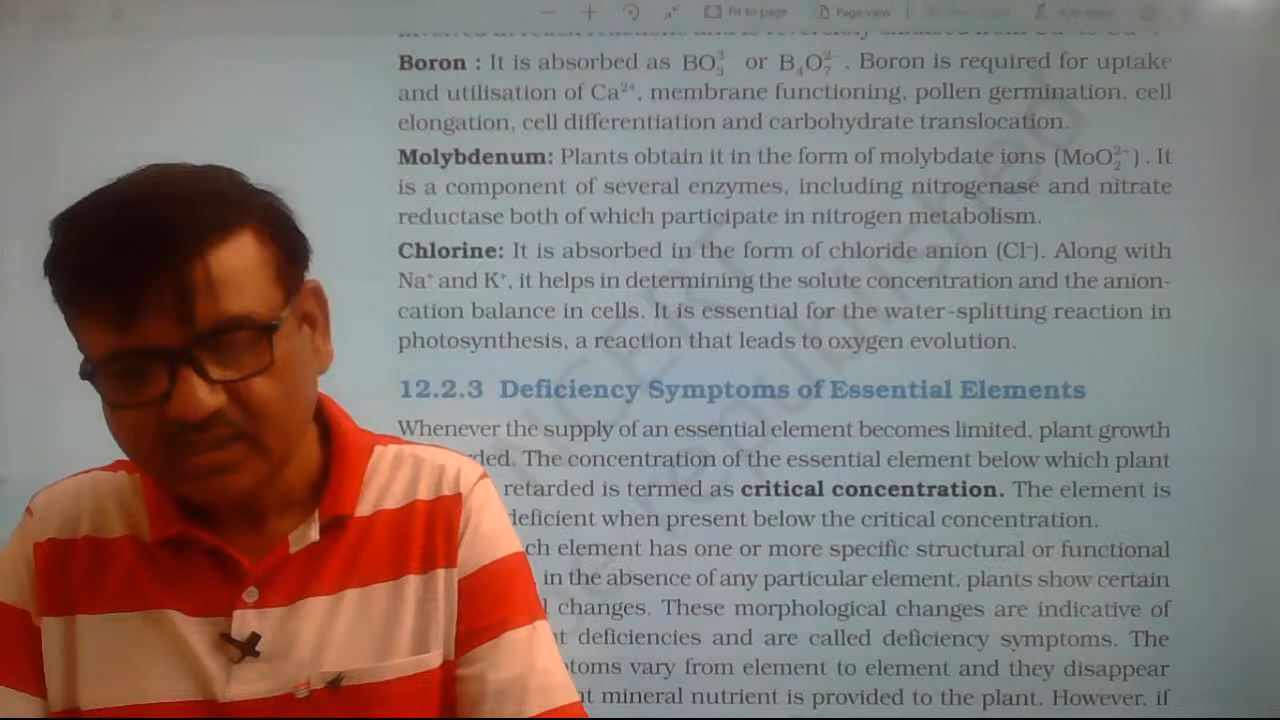 Fit to page Page view
Boron : It is absorbed as BO₃³⁻ or B₄O₇²⁻. Boron is required for uptake
and utilisation of Ca²⁺, membrane functioning, pollen germination, cell
elongation, cell differentiation and carbohydrate translocation.
Molybdenum: Plants obtain it in the form of molybdate ions (MoO₂²⁺). It
is a component of several enzymes, including nitrogenase and nitrate
reductase both of which participate in nitrogen metabolism.
Chlorine: It is absorbed in the form of chloride anion (Cl⁻). Along with
Na⁺ and K⁺, it helps in determining the solute concentration and the anion-
cation balance in cells. It is essential for the water-splitting reaction in
photosynthesis, a reaction that leads to oxygen evolution.
12.2.3 Deficiency Symptoms of Essential Elements
Whenever the supply of an essential element becomes limited, plant growth
The concentration of the essential element below which plant
retarded is termed as critical concentration. The element is
deficient when present below the critical concentration.
element has one or more specific structural or functional
in the absence of any particular element, plants show certain
changes. These morphological changes are indicative of
deficiencies and are called deficiency symptoms. The
vary from element to element and they disappear
mineral nutrient is provided to the plant. However, if